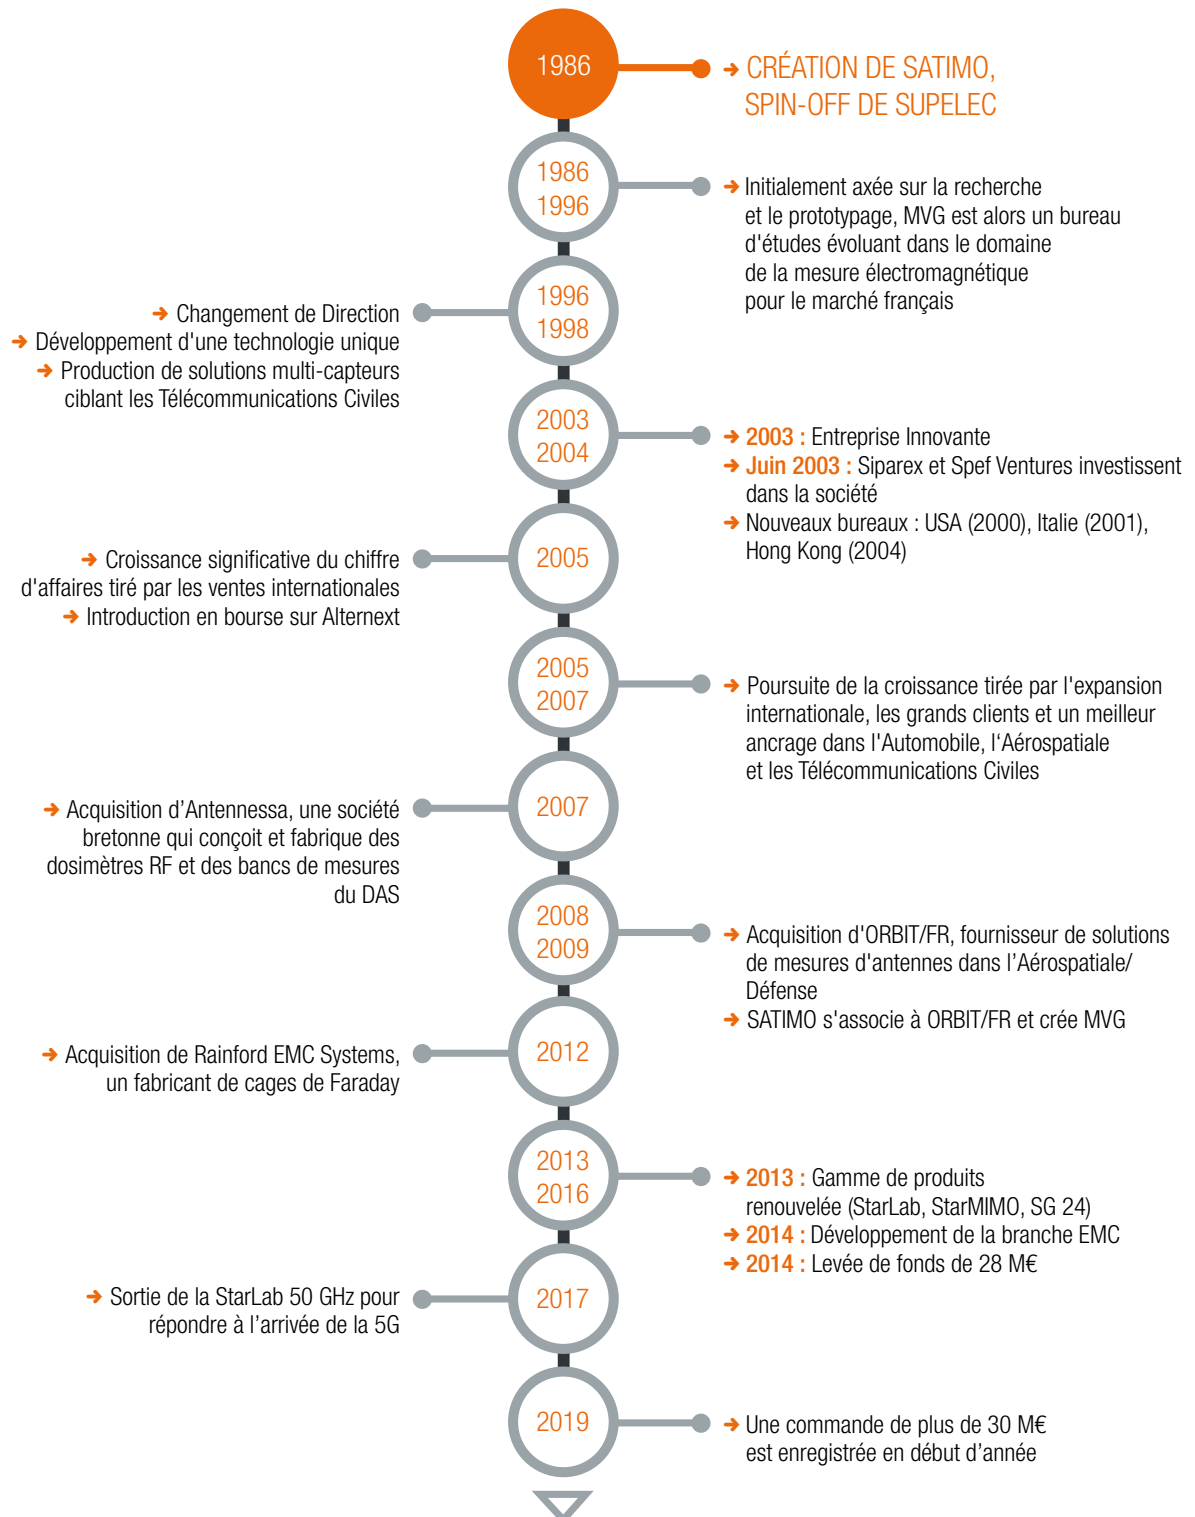 1986
→ CRÉATION DE SATIMO,
SPIN-OFF DE SUPELEC
1986
1996
→ Initialement axée sur la recherche
et le prototypage, MVG est alors un bureau
d'études évoluant dans le domaine
de la mesure électromagnétique
pour le marché français
1996
1998
→ Changement de Direction
→ Développement d'une technologie unique
→ Production de solutions multi-capteurs
ciblant les Télécommunications Civiles
2003
2004
→ 2003 : Entreprise Innovante
→ Juin 2003 : Siparex et Spef Ventures investissent
dans la société
→ Nouveaux bureaux : USA (2000), Italie (2001),
Hong Kong (2004)
2005
→ Croissance significative du chiffre
d'affaires tiré par les ventes internationales
→ Introduction en bourse sur Alternext
2005
2007
→ Poursuite de la croissance tirée par l'expansion
internationale, les grands clients et un meilleur
ancrage dans l'Automobile, l‘Aérospatiale
et les Télécommunications Civiles
2007
→ Acquisition d’Antennessa, une société
bretonne qui conçoit et fabrique des
dosimètres RF et des bancs de mesures
du DAS
2008
2009
→ Acquisition d'ORBIT/FR, fournisseur de solutions
de mesures d'antennes dans l’Aérospatiale/
Défense
→ SATIMO s'associe à ORBIT/FR et crée MVG
2012
→ Acquisition de Rainford EMC Systems,
un fabricant de cages de Faraday
2013
2016
→ 2013 : Gamme de produits
renouvelée (StarLab, StarMIMO, SG 24)
→ 2014 : Développement de la branche EMC
→ 2014 : Levée de fonds de 28 M€
2017
→ Sortie de la StarLab 50 GHz pour
répondre à l’arrivée de la 5G
2019
→ Une commande de plus de 30 M€
est enregistrée en début d’année